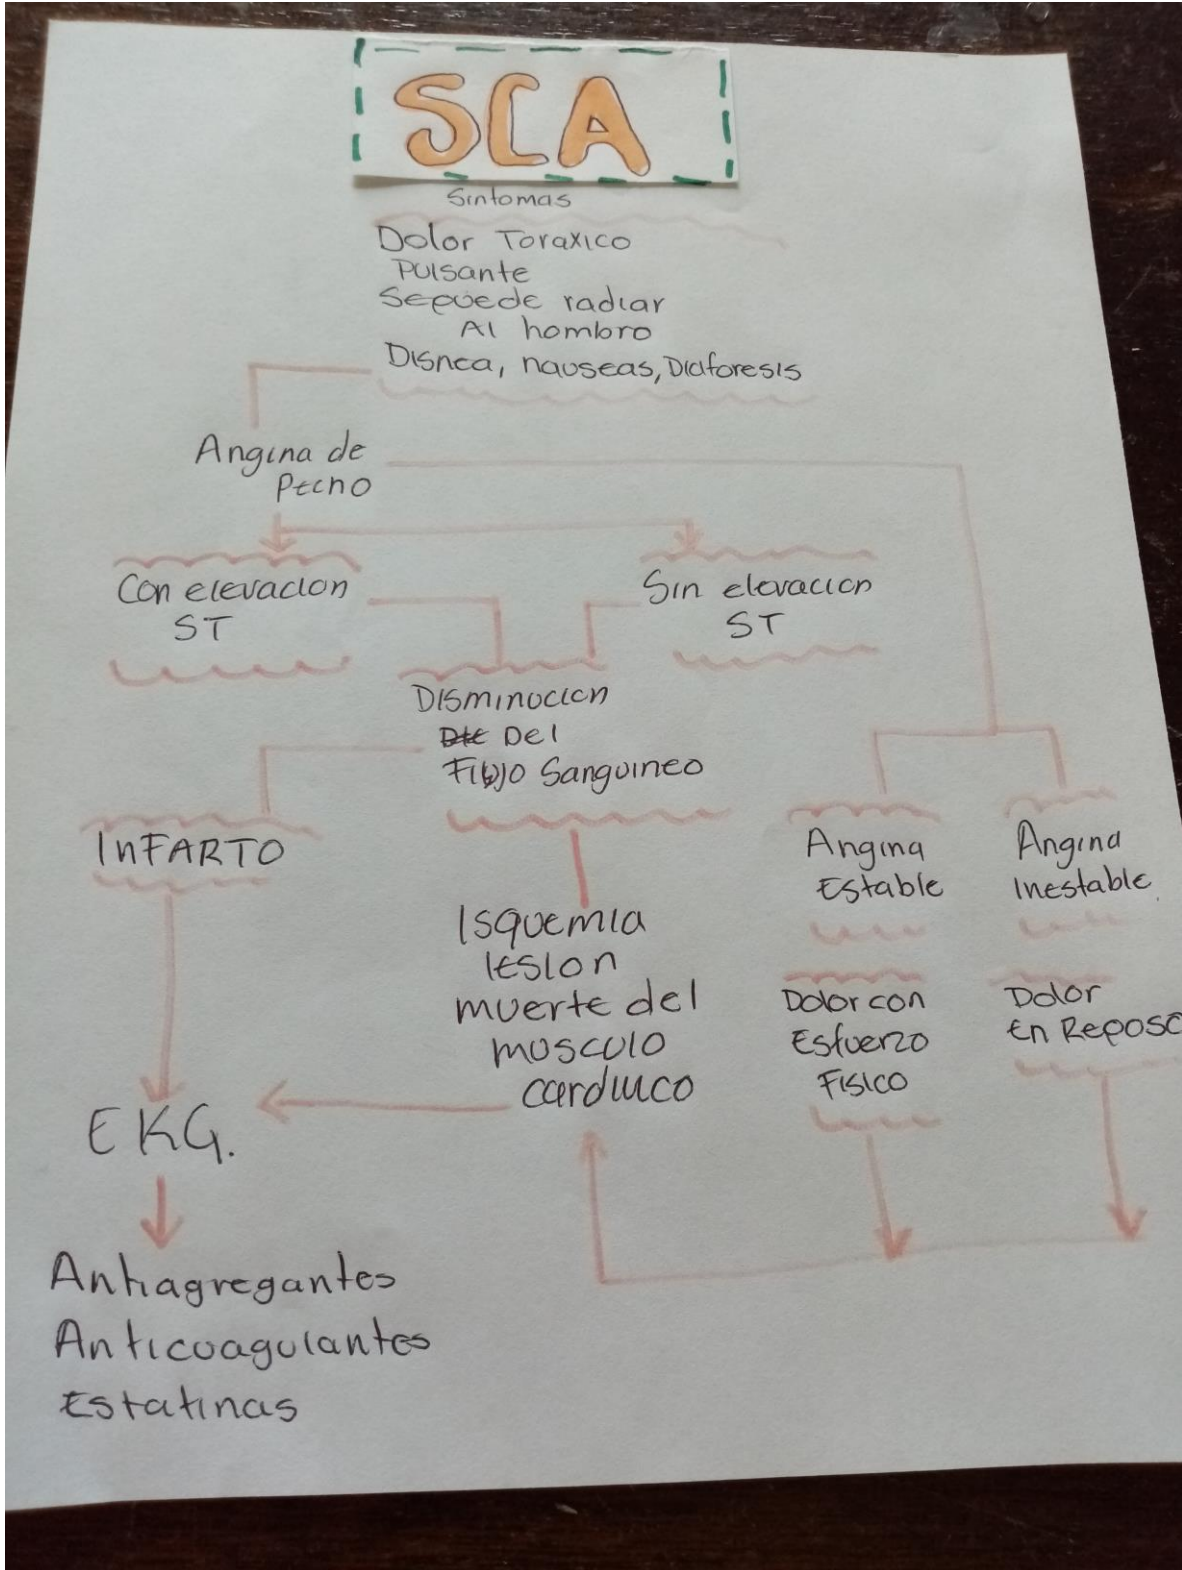 SCA
Sintomas
Dolor Toraxico
Pulsante
Sepuede radiar
Al hombro
Disnea, nauseas, Diaforesis
Angina de
Pecho
Con elevacion
ST
Sin elevacion
ST
Disminucion
Del
Flujo Sanguineo
InFARTO
Angina
Estable
Angina
Inestable
Isquemia
lesion
muerte del
musculo
cardiaco
Dolor con
Esfuerzo
Fisico
Dolor
En Reposo
EKG.
Antiagregantes
Anticoagulantes
Estatinas